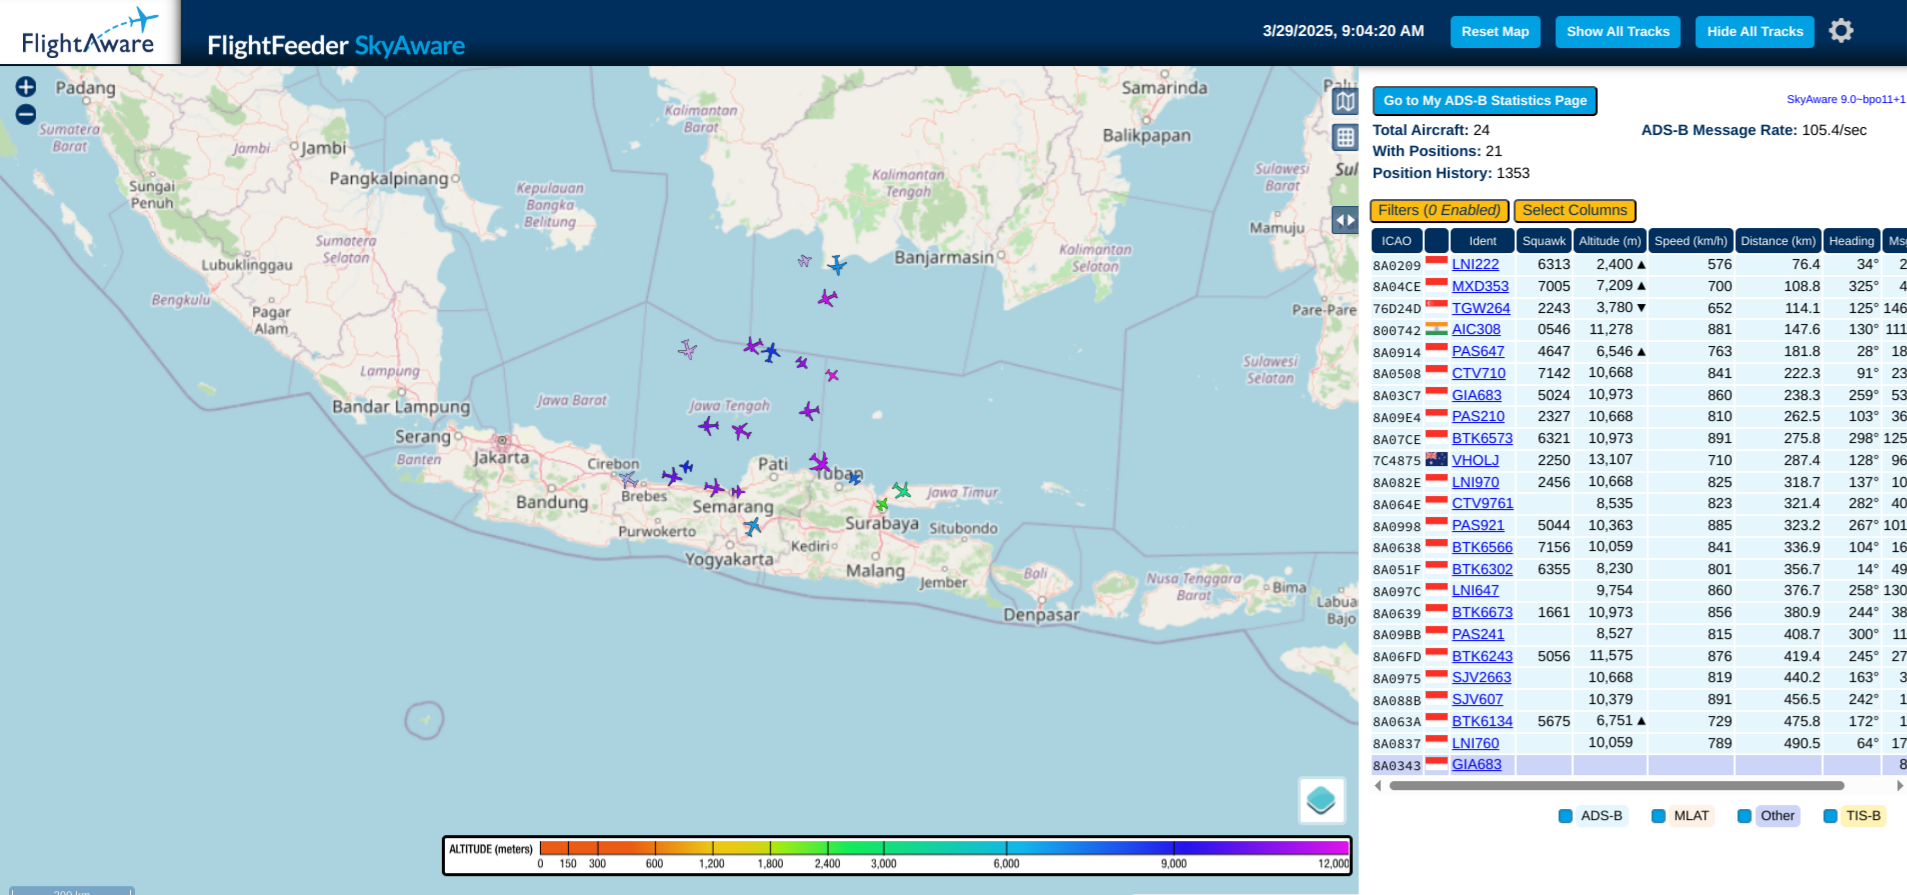 FlightAware
FlightFeeder SkyAware
3/29/2025, 9:04:20 AM
Reset Map
Show All Tracks
Hide All Tracks
Padang
Sumatera
Barat
Jambi
Jambi
Sungai
Penuh
Pangkalpinang
Kepulauan
Bangka
Belitung
Sumatera
Selatan
Lubuklinggau
Bengkulu
Pagar
Alam
Lampung
Bandar Lampung
Kalimantan
Barat
Samarinda
Balikpapan
Kalimantan
Tengah
Banjarmasin
Kalimantan
Selatan
Palu
Sulawesi
Barat
Sul
Mamuju
Pare-Pare
Sulawesi
Selatan
Jawa Barat
Jawa Tengah
Serang
Banten
Jakarta
Cirebon
Brebes
Bandung
Purwokerto
Semarang
Pati
Tuban
Yogyakarta
Kediri
Surabaya
Malang
Jawa Timur
Situbondo
Jember
Bali
Denpasar
Nusa Tenggara
Barat
Bima
Labua
Bajo
ALTITUDE (meters)
0 150 300 600 1,200 1,800 2,400 3,000 6,000 9,000 12,000
Go to My ADS-B Statistics Page
SkyAware 9.0~bpo11+1
Total Aircraft: 24
ADS-B Message Rate: 105.4/sec
With Positions: 21
Position History: 1353
Filters (0 Enabled)
Select Columns
ICAO Ident Squawk Altitude (m) Speed (km/h) Distance (km) Heading
8A0209 LNI222 6313 2,400 ▲ 576 76.4 34° 2
8A04CE MXD353 7005 7,209 ▲ 700 108.8 325° 4
76D24D TGW264 2243 3,780 ▼ 652 114.1 125° 146
800742 AIC308 0546 11,278 881 147.6 130° 111
8A0914 PAS647 4647 6,546 ▲ 763 181.8 28° 18
8A0508 CTV710 7142 10,668 841 222.3 91° 23
8A03C7 GIA683 5024 10,973 860 238.3 259° 53
8A09E4 PAS210 2327 10,668 810 262.5 103° 36
8A07CE BTK6573 6321 10,973 891 275.8 298° 125
7C4875 VHOLJ 2250 13,107 710 287.4 128° 96
8A082E LNI970 2456 10,668 825 318.7 137° 10
8A064E CTV9761 8,535 823 321.4 282° 40
8A0998 PAS921 5044 10,363 885 323.2 267° 101
8A0638 BTK6566 7156 10,059 841 336.9 104° 16
8A051F BTK6302 6355 8,230 801 356.7 14° 49
8A097C LNI647 9,754 860 376.7 258° 130
8A0639 BTK6673 1661 10,973 856 380.9 244° 38
8A09BB PAS241 8,527 815 408.7 300° 11
8A06FD BTK6243 5056 11,575 876 419.4 245° 27
8A0975 SJV2663 10,668 819 440.2 163° 3
8A088B SJV607 10,379 891 456.5 242° 1
8A063A BTK6134 5675 6,751 ▲ 729 475.8 172° 1
8A0837 LNI760 10,059 789 490.5 64° 17
8A0343 GIA683 8
ADS-B MLAT Other TIS-B